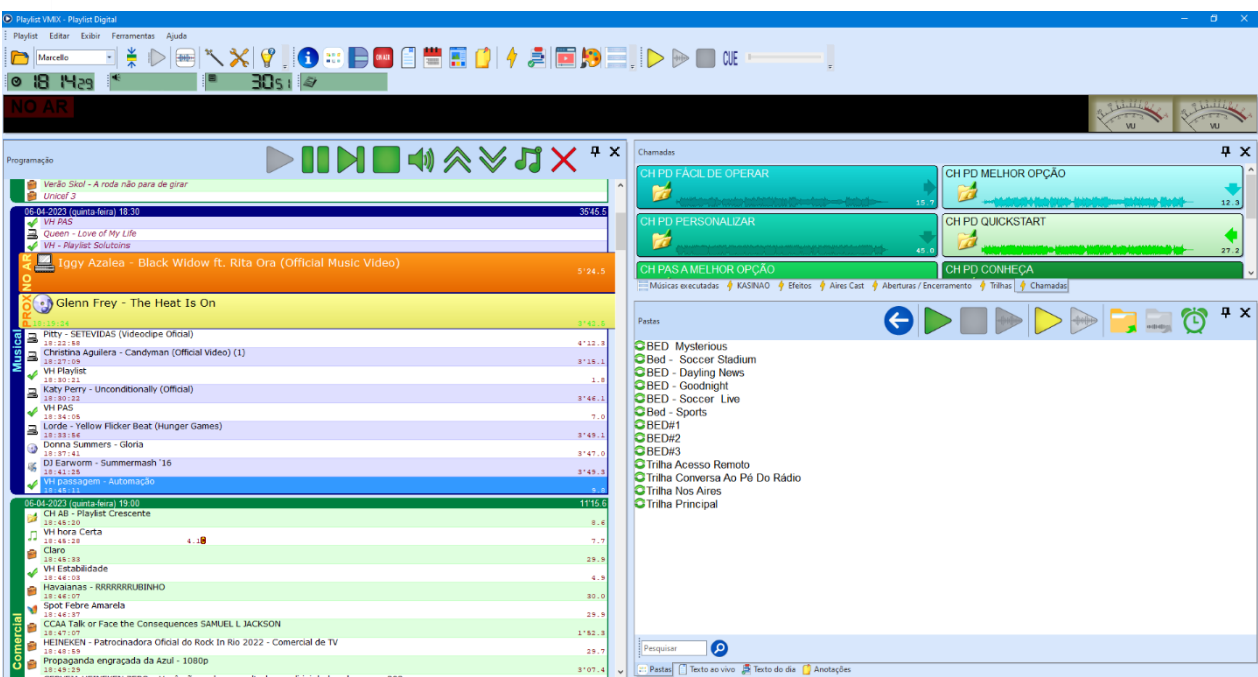 Playlist VMIX - Playlist Digital
Playlist Editar Exibir Ferramentas Ajuda
Marcello
CUE
18 14 29
30 51
NO AR
VU VU
Programação
Verão Skol - A roda não para de girar
Unicef 3
06-04-2023 (quinta-feira) 18:30 35'45.5
VH PAS
Queen - Love of My Life
VH - Playlist Solutoins
NO AR
Iggy Azalea - Black Widow ft. Rita Ora (Official Music Video)
5'24.5
PROX
Glenn Frey - The Heat Is On
18:19:24 3'42.5
Musical
Pitty - SETEVIDAS (Videoclipe Oficial)
18:22:58 4'12.3
Christina Aguilera - Candyman (Official Video) (1)
18:27:09 3'15.1
VH Playlist
18:30:21 1.8
Katy Perry - Unconditionally (Official)
18:30:22 3'46.1
VH PAS
18:34:05 7.0
Lorde - Yellow Flicker Beat (Hunger Games)
18:33:56 3'49.1
Donna Summers - Gloria
18:37:41 3'47.0
DJ Earworm - Summermash '16
18:41:25 3'49.3
VH passagem - Automação
18:45:11
06-04-2023 (quinta-feira) 19:00 11'15.6
CH AB - Playlist Crescente
18:45:20 8.6
VH hora Certa
18:45:28 7.7
Claro
18:45:33 29.9
VH Estabilidade
18:46:03 4.9
Havaianas - RRRRRRRUBINHO
18:46:07 30.0
Spot Febre Amarela
18:46:37 29.9
CCAA Talk or Face the Consequences SAMUEL L JACKSON
18:47:07 1'52.3
Comercial
HEINEKEN - Patrocinadora Oficial do Rock In Rio 2022 - Comercial de TV
18:48:59 29.7
Propaganda engraçada da Azul - 1080p
18:49:29 3'07.4
Chamadas
CH PD FÁCIL DE OPERAR
15.7
CH PD MELHOR OPÇÃO
12.3
CH PD PERSONALIZAR
45.0
CH PD QUICKSTART
27.2
CH PAS A MELHOR OPÇÃO
CH PD CONHEÇA
Músicas executadas KASINAO Efeitos Aires Cast Aberturas / Encerramento Trilhas Chamadas
Pastas
BED Mysterious
Bed - Soccer Stadium
BED - Dayling News
BED - Goodnight
BED - Soccer Live
Bed - Sports
BED#1
BED#2
BED#3
Trilha Acesso Remoto
Trilha Conversa Ao Pé Do Rádio
Trilha Nos Aires
Trilha Principal
Pesquisar
Pastas Texto ao vivo Texto do dia Anotações